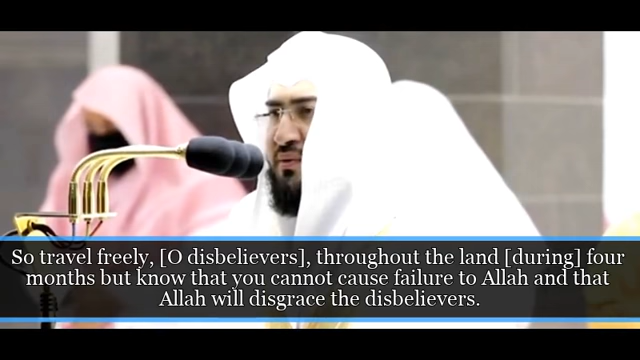 So travel freely, [O disbelievers], throughout the land [during] four
months but know that you cannot cause failure to Allah and that
Allah will disgrace the disbelievers.